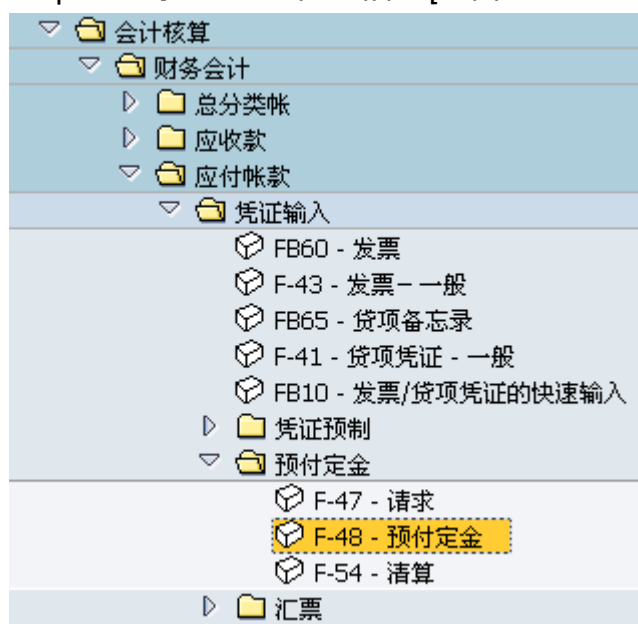 会计核算
财务会计
总分类帐
应收款
应付帐款
凭证输入
FB60 - 发票
F-43 - 发票－一般
FB65 - 贷项备忘录
F-41 - 贷项凭证 - 一般
FB10 - 发票/贷项凭证的快速输入
凭证预制
预付定金
F-47 - 请求
F-48 - 预付定金
F-54 - 清算
汇票